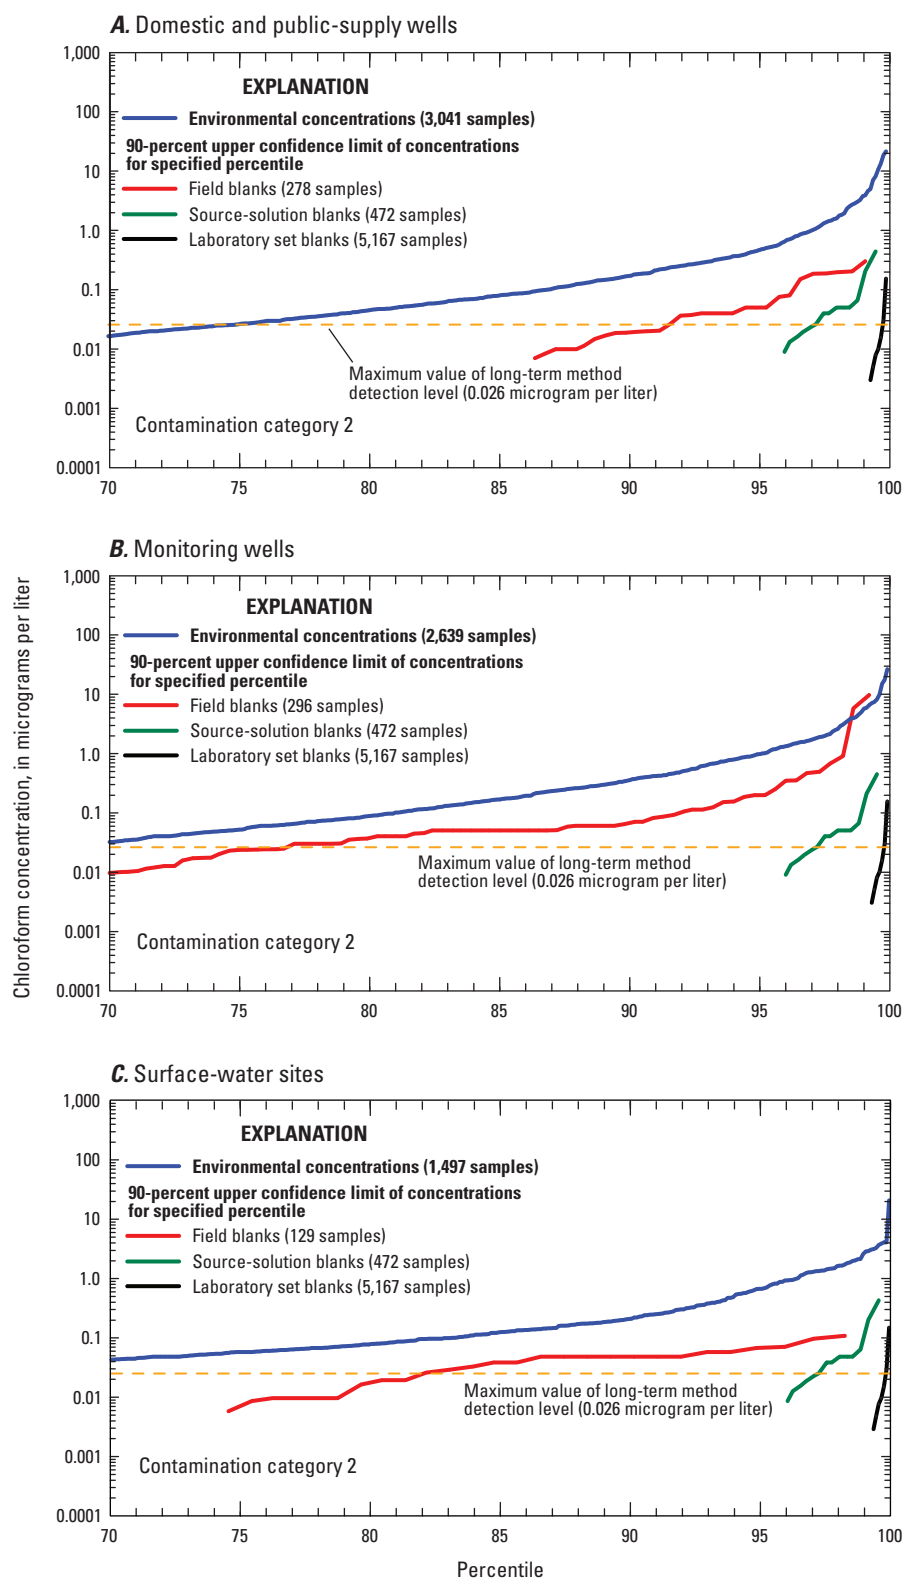 A. Domestic and public-supply wells
1,000
100
10
1.0
0.1
0.01
0.001
0.0001
EXPLANATION
Environmental concentrations (3,041 samples)
90-percent upper confidence limit of concentrations
for specified percentile
Field blanks (278 samples)
Source-solution blanks (472 samples)
Laboratory set blanks (5,167 samples)
Maximum value of long-term method
detection level (0.026 microgram per liter)
Contamination category 2
70 75 80 85 90 95 100
B. Monitoring wells
Chloroform concentration, in micrograms per liter
1,000
100
10
1.0
0.1
0.01
0.001
0.0001
EXPLANATION
Environmental concentrations (2,639 samples)
90-percent upper confidence limit of concentrations
for specified percentile
Field blanks (296 samples)
Source-solution blanks (472 samples)
Laboratory set blanks (5,167 samples)
Maximum value of long-term method
detection level (0.026 microgram per liter)
Contamination category 2
70 75 80 85 90 95 100
C. Surface-water sites
1,000
100
10
1.0
0.1
0.01
0.001
0.0001
EXPLANATION
Environmental concentrations (1,497 samples)
90-percent upper confidence limit of concentrations
for specified percentile
Field blanks (129 samples)
Source-solution blanks (472 samples)
Laboratory set blanks (5,167 samples)
Maximum value of long-term method
detection level (0.026 microgram per liter)
Contamination category 2
70 75 80 85 90 95 100
Percentile